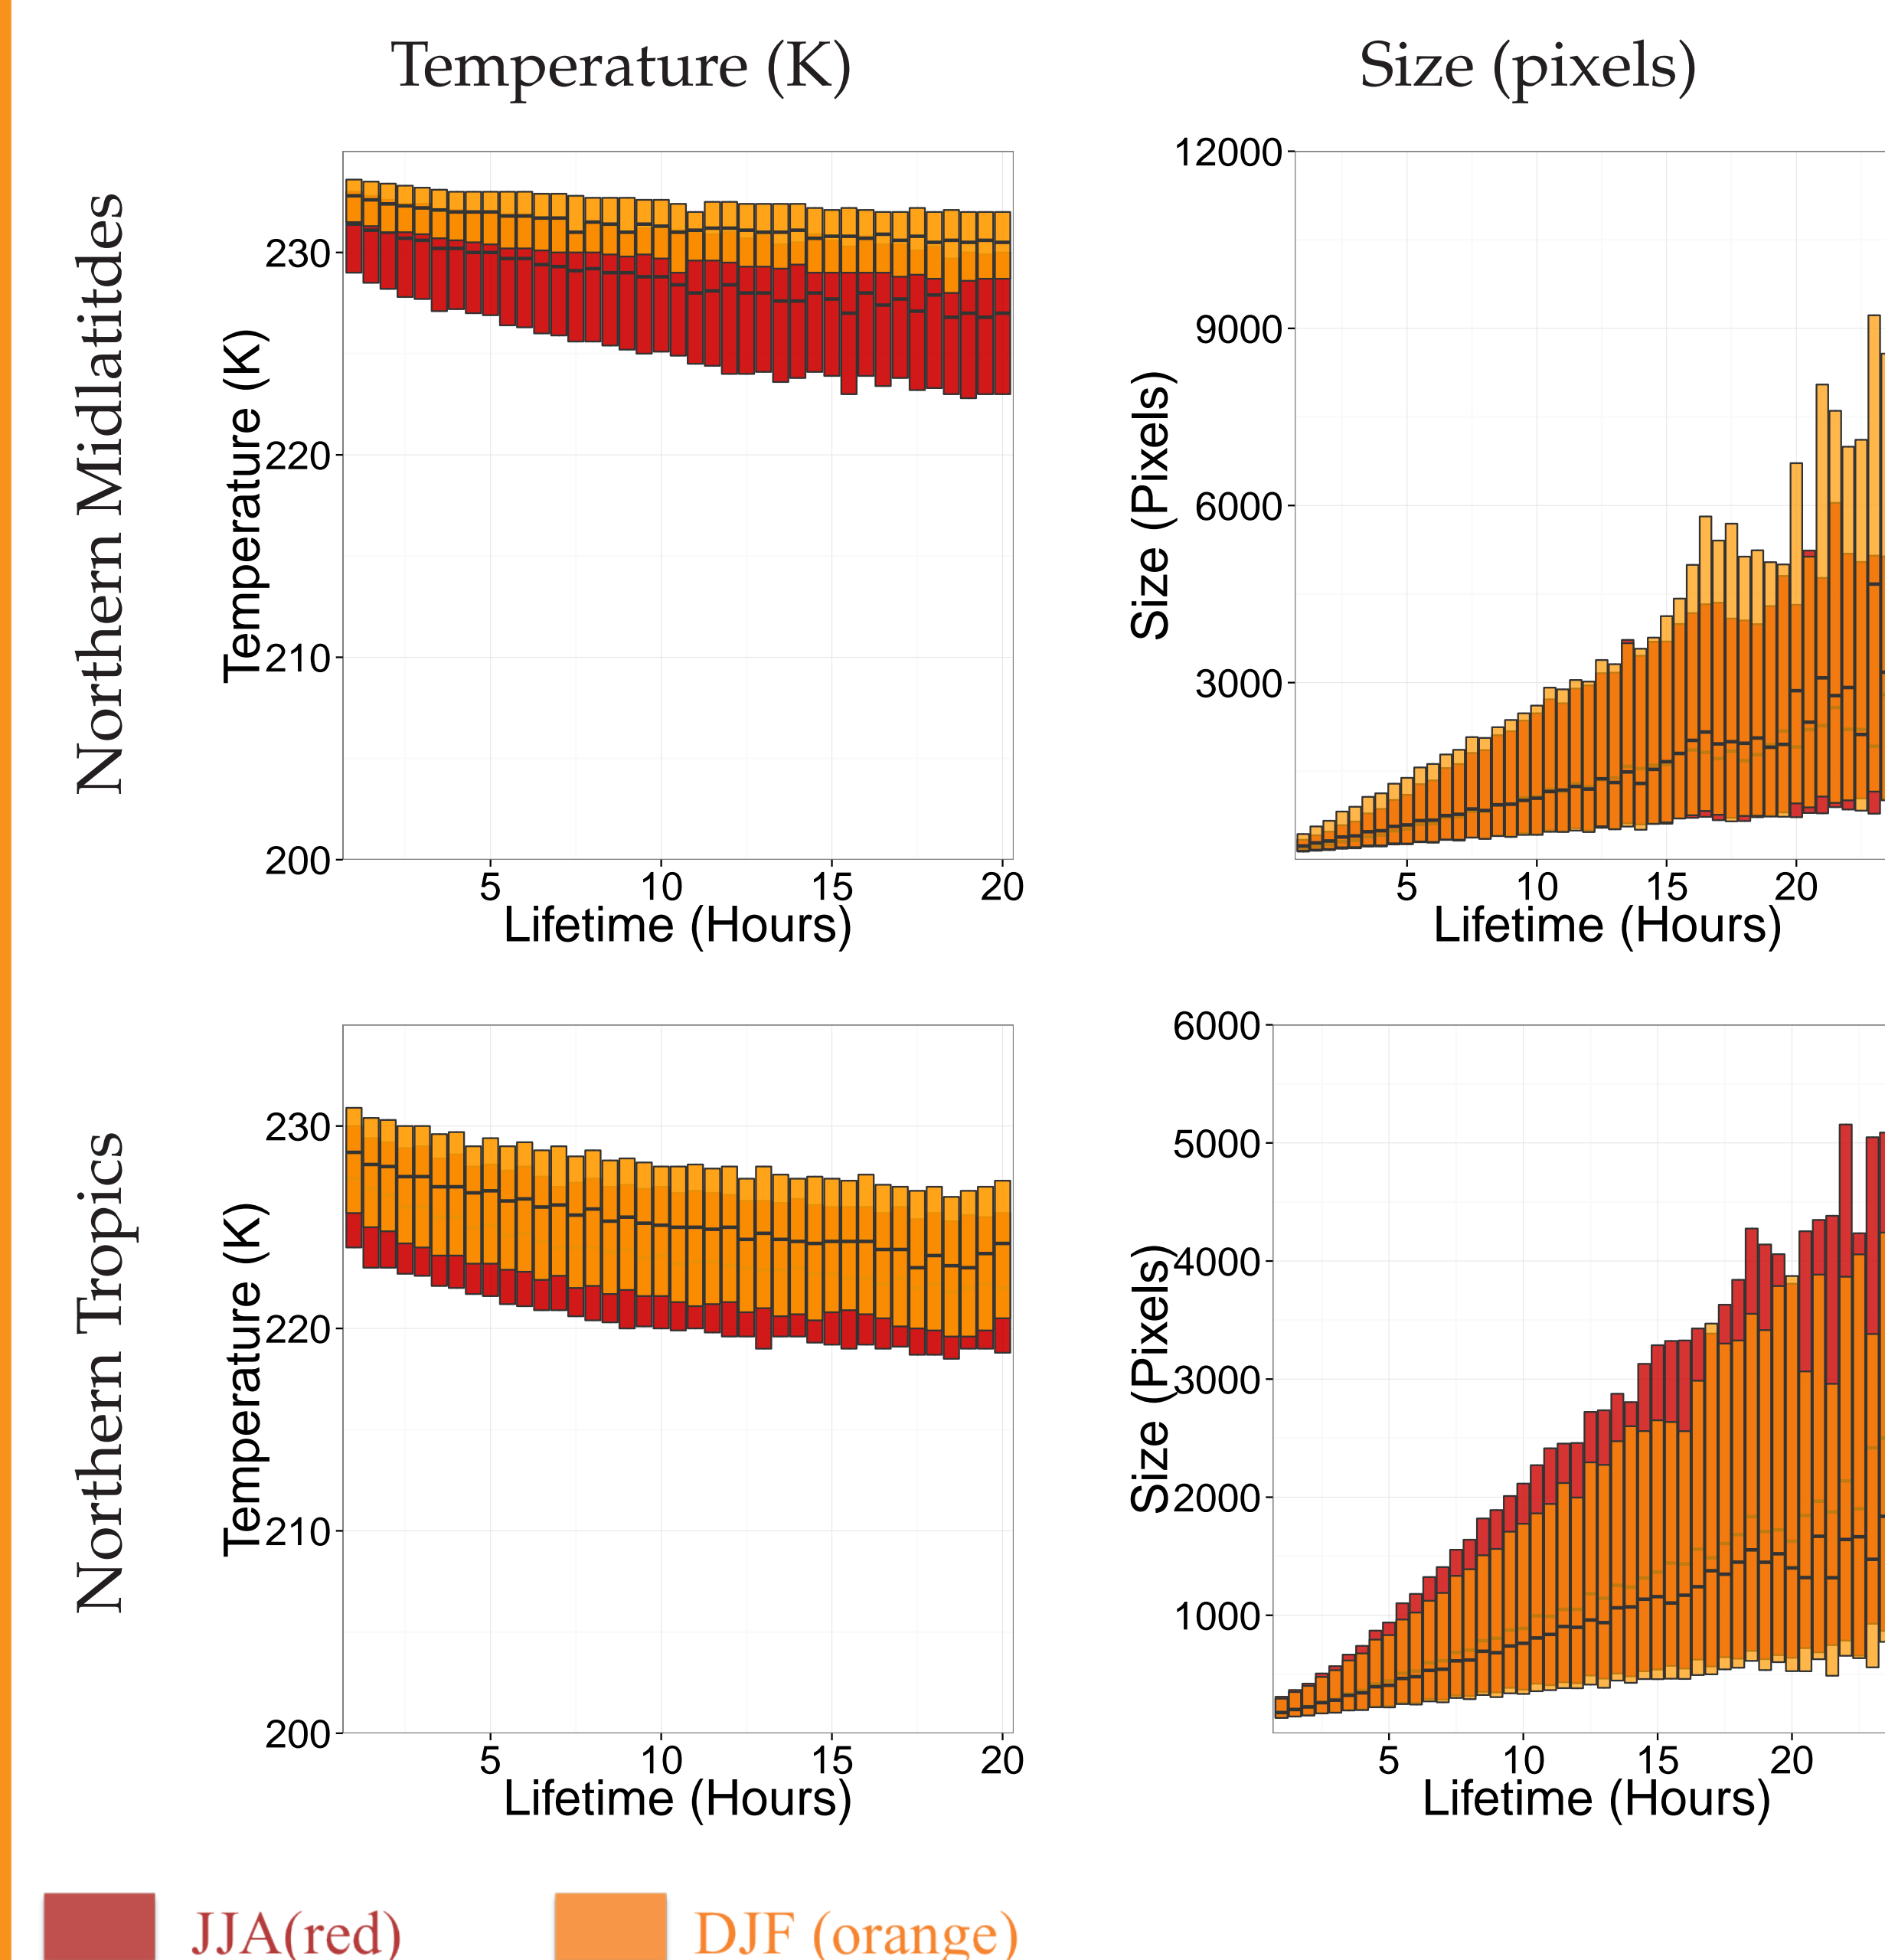 Temperature (K)
Size (pixels)
Northern Midlatitdes
Temperature (K)
230
220
210
200
5 10 15 20
Lifetime (Hours)
Size (Pixels)
12000
9000
6000
3000
5 10 15 20
Lifetime (Hours)
Northern Tropics
Temperature (K)
230
220
210
200
5 10 15 20
Lifetime (Hours)
Size (Pixels)
6000
5000
4000
3000
2000
1000
5 10 15 20
Lifetime (Hours)
JJA(red)
DJF (orange)